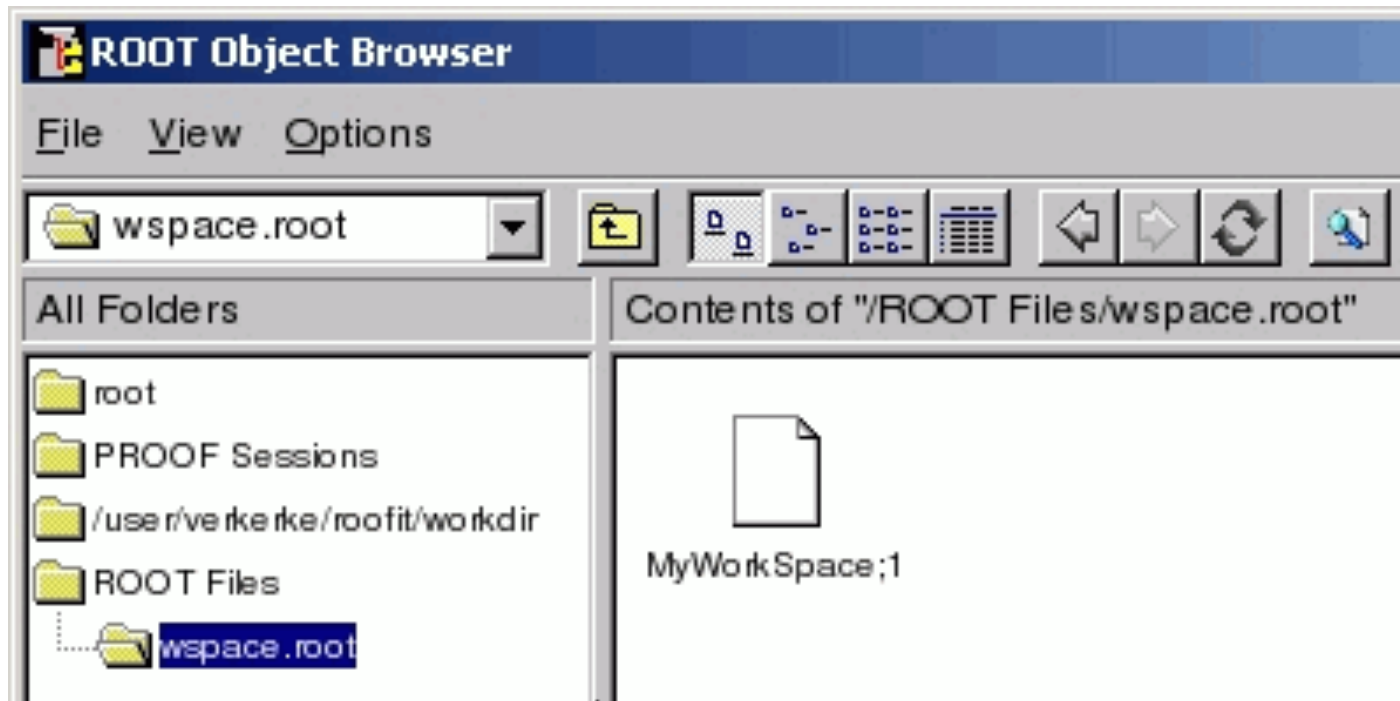 ROOT Object Browser
File View Options
wspace.root
All Folders
Contents of "/ROOT Files/wspace.root"
root
PROOF Sessions
/user/verkerke/roofit/workdir
ROOT Files
wspace.root
MyWorkSpace;1